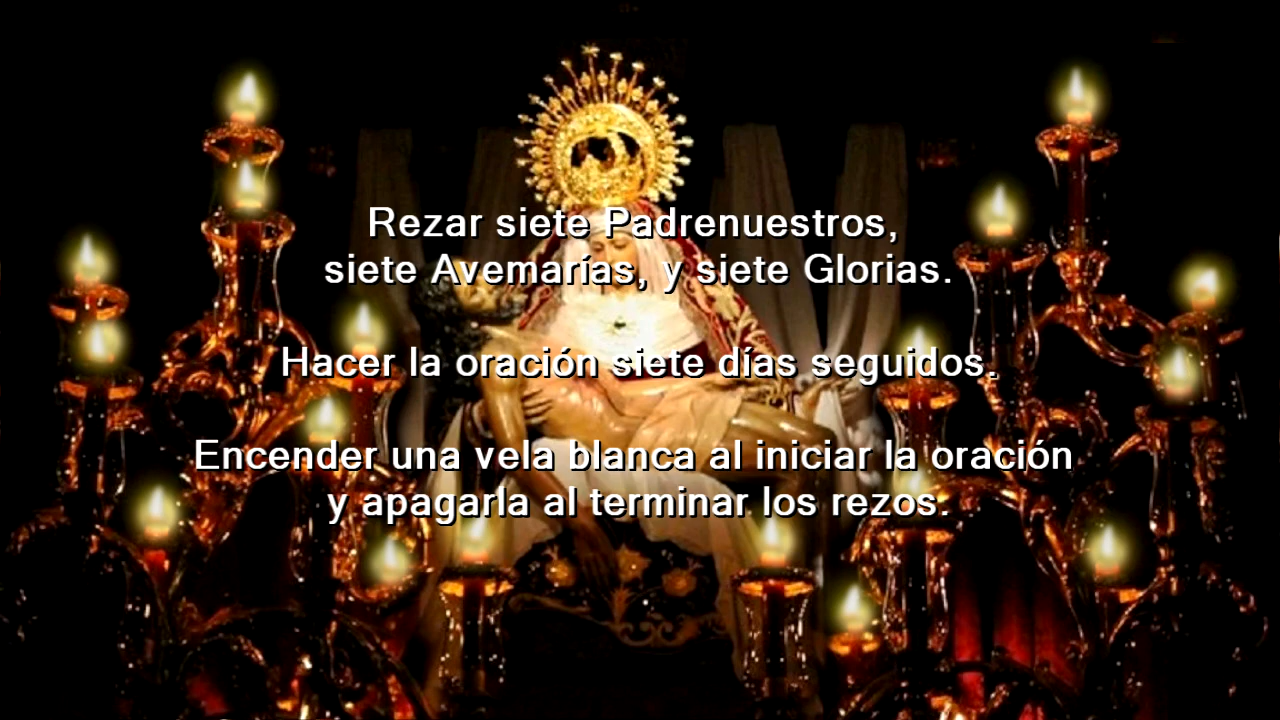 Rezar siete Padrenuestros,
siete Avemarías, y siete Glorias.
Hacer la oración siete días seguidos.
Encender una vela blanca al iniciar la oración
y apagarla al terminar los rezos.